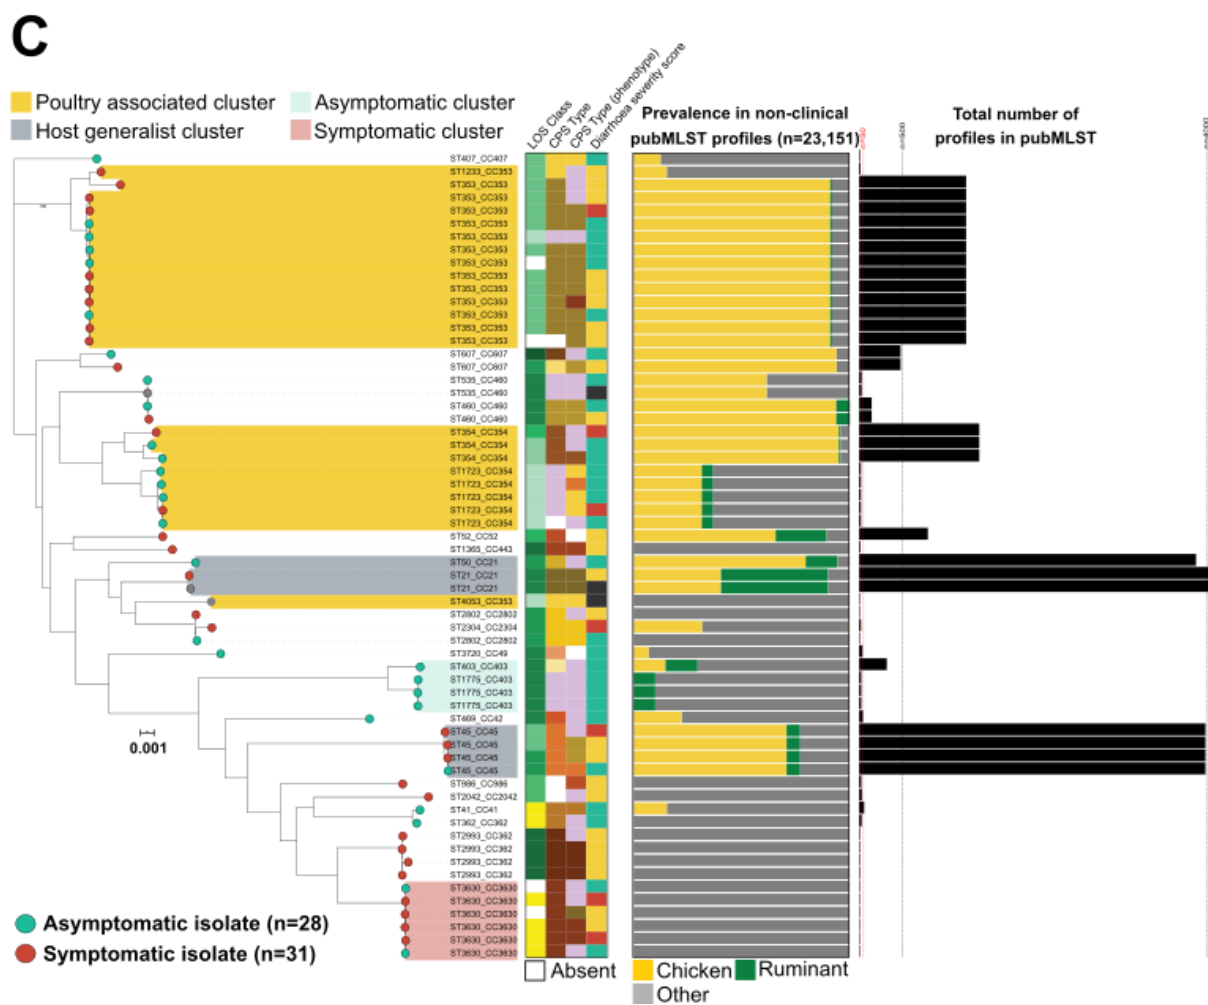 C
Poultry associated cluster
Asymptomatic cluster
Host generalist cluster
Symptomatic cluster
LOS Class
CPS Type
CPS Type (phenotype)
Diarrhoea severity score
Prevalence in non-clinical
pubMLST profiles (n=23,151)
Total number of
profiles in pubMLST
ST407_CC407
ST1233_CC353
ST353_CC353
ST353_CC353
ST353_CC353
ST353_CC353
ST353_CC353
ST353_CC353
ST353_CC353
ST353_CC353
ST353_CC353
ST353_CC353
ST353_CC353
ST353_CC353
ST353_CC353
ST607_CC607
ST607_CC607
ST535_CC460
ST535_CC460
ST460_CC460
ST460_CC460
ST354_CC354
ST354_CC354
ST354_CC354
ST1723_CC354
ST1723_CC354
ST1723_CC354
ST1723_CC354
ST1723_CC354
ST52_CC52
ST1365_CC443
ST50_CC21
ST21_CC21
ST21_CC21
ST4053_CC353
ST2802_CC2802
ST2304_CC2304
ST2802_CC2802
ST3720_CC49
ST403_CC403
ST1775_CC403
ST1775_CC403
ST1775_CC403
ST469_CC42
ST45_CC45
ST45_CC45
ST45_CC45
ST45_CC45
ST986_CC986
ST2042_CC2042
ST41_CC41
ST362_CC362
ST2993_CC362
ST2993_CC362
ST2993_CC362
ST2993_CC362
ST3630_CC3630
ST3630_CC3630
ST3630_CC3630
ST3630_CC3630
ST3630_CC3630
ST3630_CC3630
0.001
Asymptomatic isolate (n=28)
Symptomatic isolate (n=31)
Absent
Chicken
Ruminant
Other